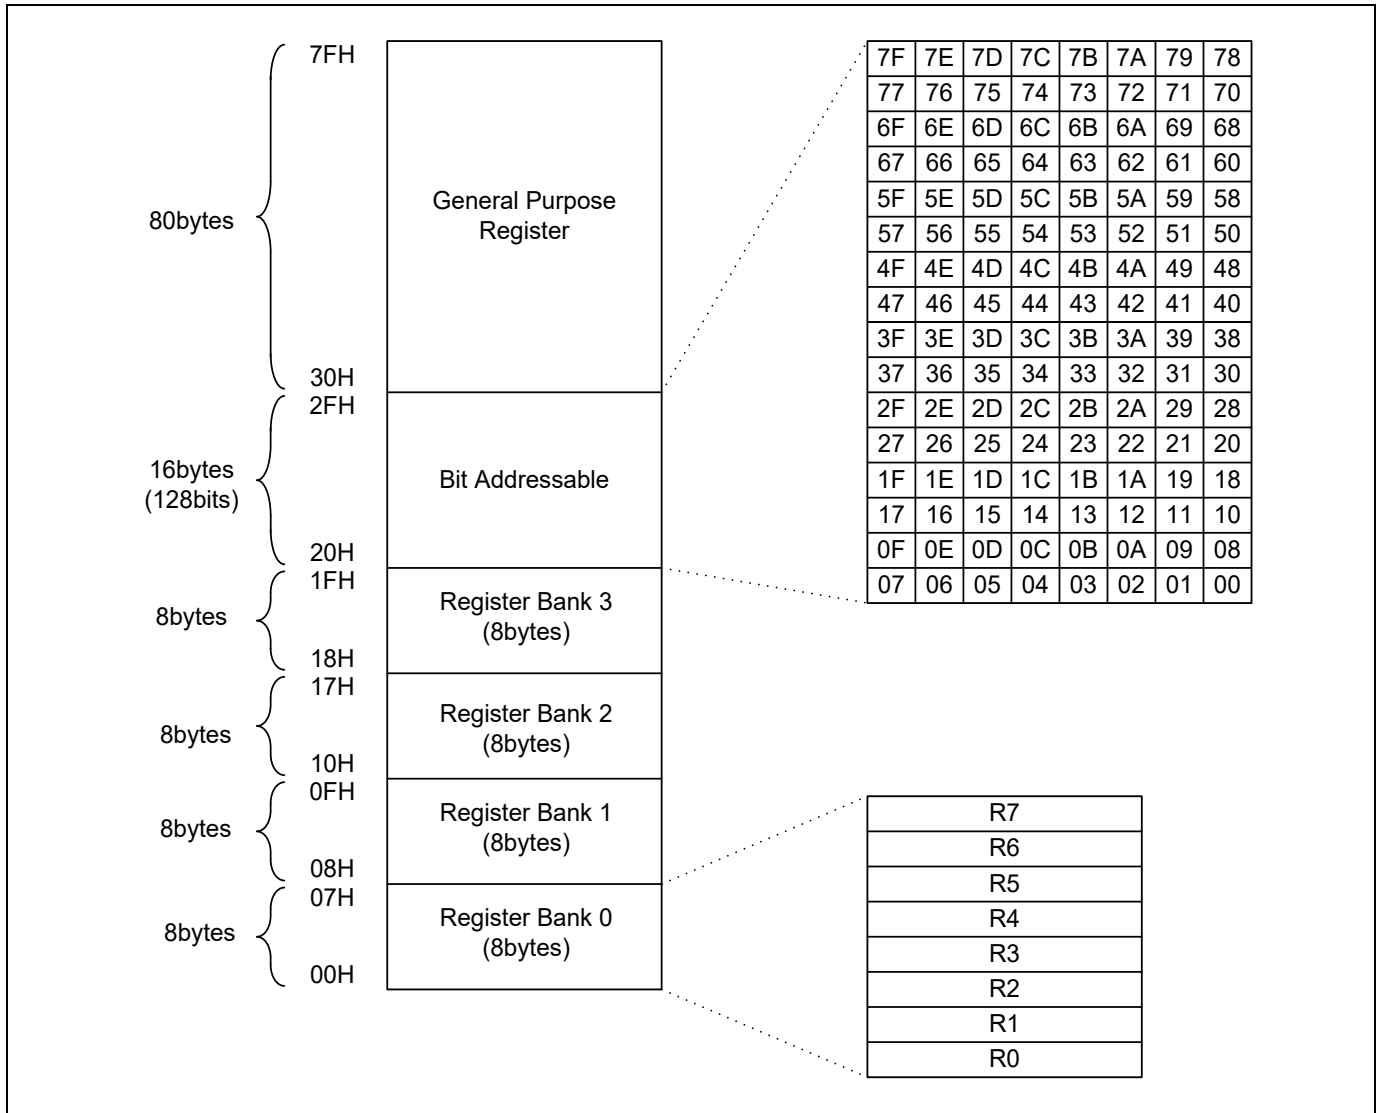 7FH
80bytes
General Purpose
Register
30H
2FH
16bytes
(128bits)
Bit Addressable
20H
1FH
8bytes
Register Bank 3
(8bytes)
18H
17H
8bytes
Register Bank 2
(8bytes)
10H
0FH
8bytes
Register Bank 1
(8bytes)
08H
07H
8bytes
Register Bank 0
(8bytes)
00H
7F 7E 7D 7C 7B 7A 79 78
77 76 75 74 73 72 71 70
6F 6E 6D 6C 6B 6A 69 68
67 66 65 64 63 62 61 60
5F 5E 5D 5C 5B 5A 59 58
57 56 55 54 53 52 51 50
4F 4E 4D 4C 4B 4A 49 48
47 46 45 44 43 42 41 40
3F 3E 3D 3C 3B 3A 39 38
37 36 35 34 33 32 31 30
2F 2E 2D 2C 2B 2A 29 28
27 26 25 24 23 22 21 20
1F 1E 1D 1C 1B 1A 19 18
17 16 15 14 13 12 11 10
0F 0E 0D 0C 0B 0A 09 08
07 06 05 04 03 02 01 00
R7
R6
R5
R4
R3
R2
R1
R0